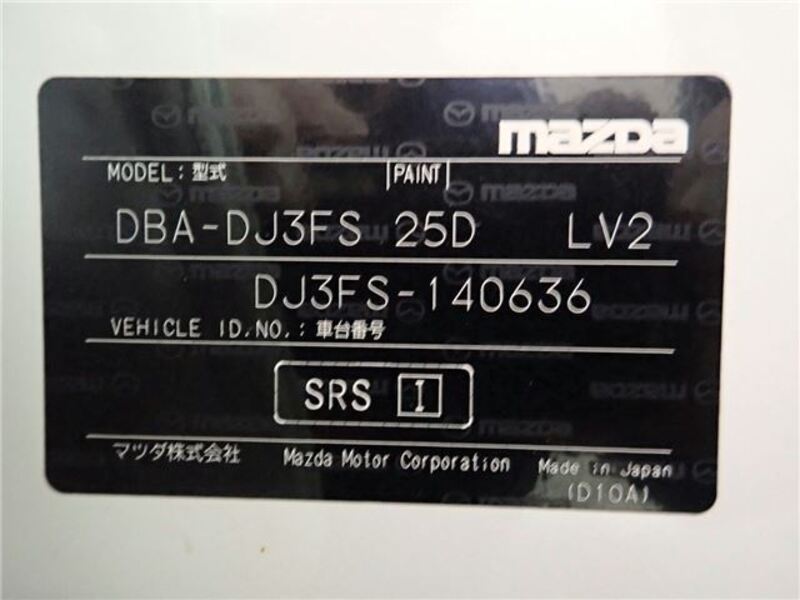 mazda
MODEL: 型式 PAINT
DBA-DJ3FS 25D LV2
DJ3FS-140636
VEHICLE ID.NO.: 車台番号
SRS I
マツダ株式会社 Mazda Motor Corporation Made in Japan
(D10A)